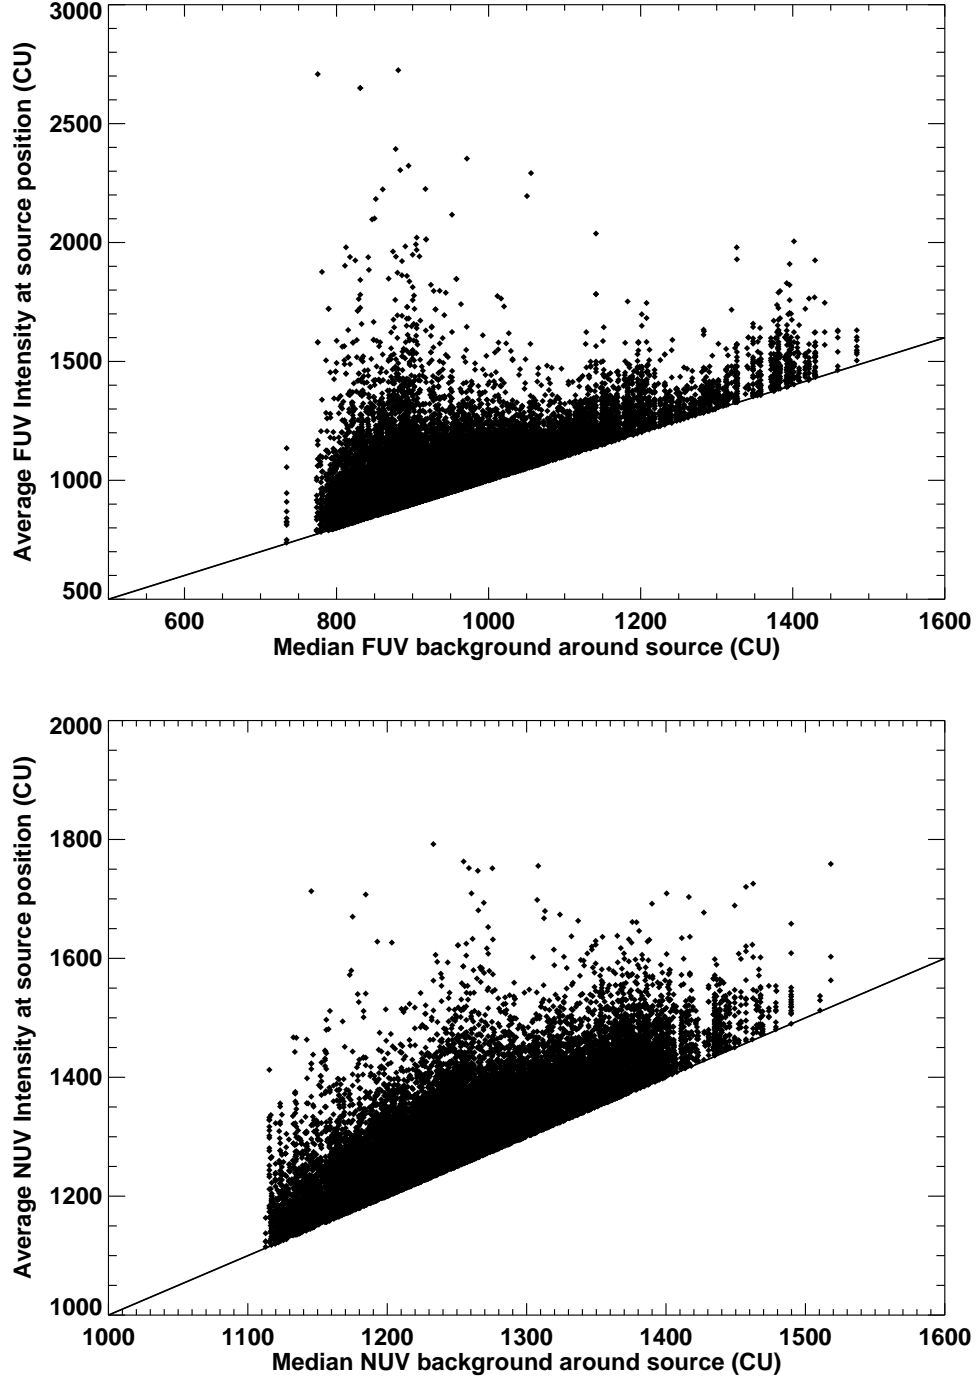 3000
2500
2000
1500
1000
500
Average FUV Intensity at source position (CU)
600 800 1000 1200 1400 1600
Median FUV background around source (CU)
2000
1800
1600
1400
1200
1000
Average NUV Intensity at source position (CU)
1000 1100 1200 1300 1400 1500 1600
Median NUV background around source (CU)